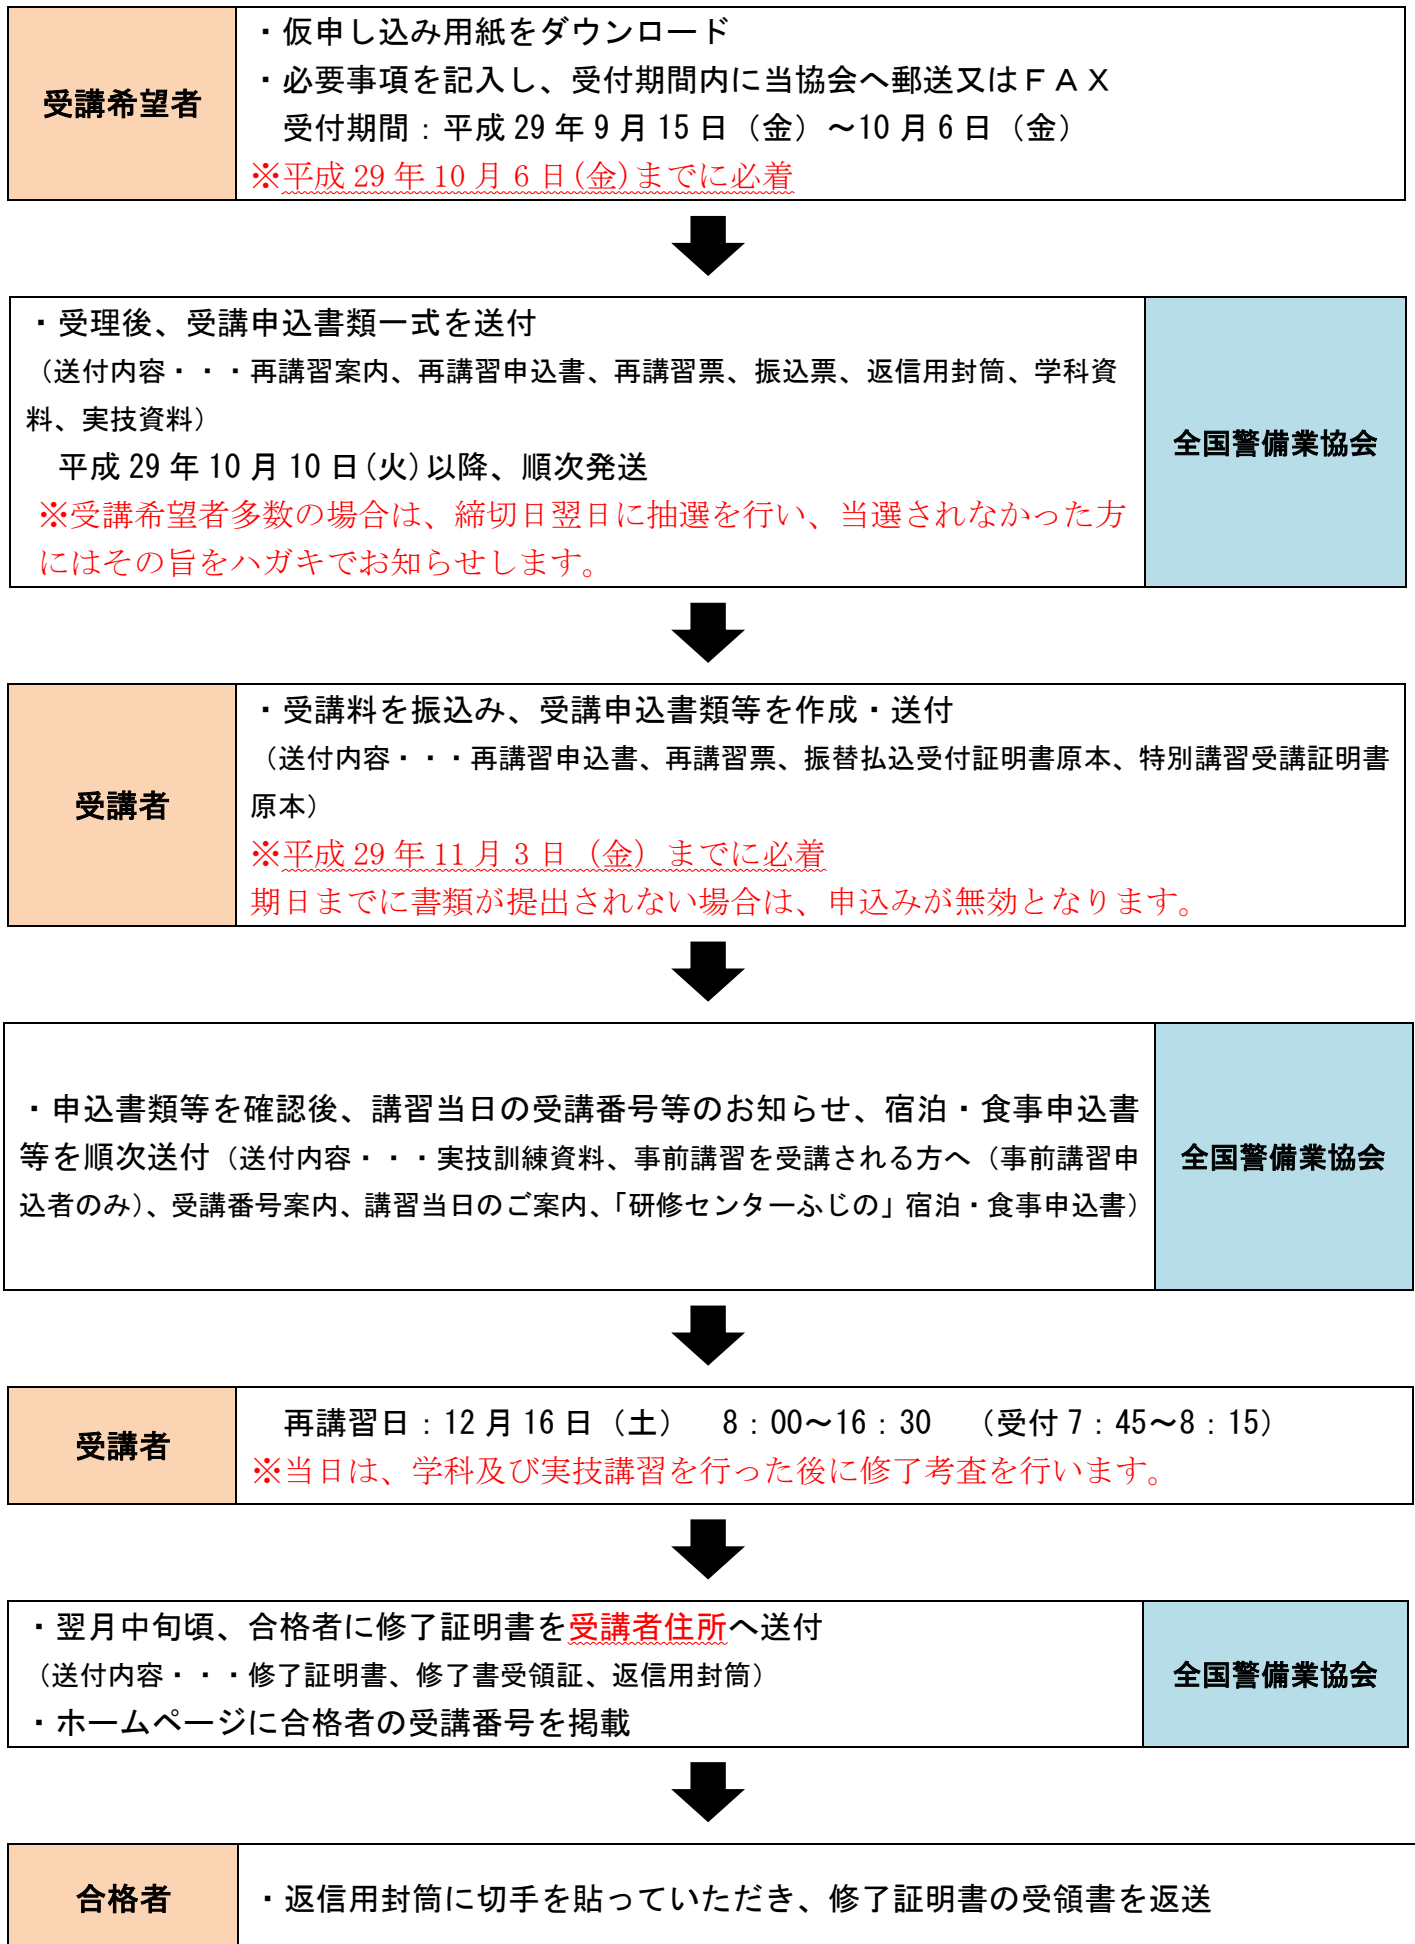 受講希望者
・仮申し込み用紙をダウンロード
・必要事項を記入し、受付期間内に当協会へ郵送又はＦＡＸ
受付期間：平成 29 年 9 月 15 日（金）～10 月 6 日（金）
※平成 29 年 10 月 6 日(金)までに必着
・受理後、受講申込書類一式を送付
（送付内容・・・再講習案内、再講習申込書、再講習票、振込票、返信用封筒、学科資
料、実技資料）
平成 29 年 10 月 10 日(火)以降、順次発送
※受講希望者多数の場合は、締切日翌日に抽選を行い、当選されなかった方
にはその旨をハガキでお知らせします。
全国警備業協会
受講者
・受講料を振込み、受講申込書類等を作成・送付
（送付内容・・・再講習申込書、再講習票、振替払込受付証明書原本、特別講習受講証明書
原本）
※平成 29 年 11 月 3 日（金）までに必着
期日までに書類が提出されない場合は、申込みが無効となります。
・申込書類等を確認後、講習当日の受講番号等のお知らせ、宿泊・食事申込書
等を順次送付（送付内容・・・実技訓練資料、事前講習を受講される方へ（事前講習申
込者のみ）、受講番号案内、講習当日のご案内、「研修センターふじの」宿泊・食事申込書）
全国警備業協会
受講者
再講習日：12 月 16 日（土）　8：00～16：30　（受付 7：45～8：15）
※当日は、学科及び実技講習を行った後に修了考査を行います。
・翌月中旬頃、合格者に修了証明書を受講者住所へ送付
（送付内容・・・修了証明書、修了書受領証、返信用封筒）
・ホームページに合格者の受講番号を掲載
全国警備業協会
合格者
・返信用封筒に切手を貼っていただき、修了証明書の受領書を返送